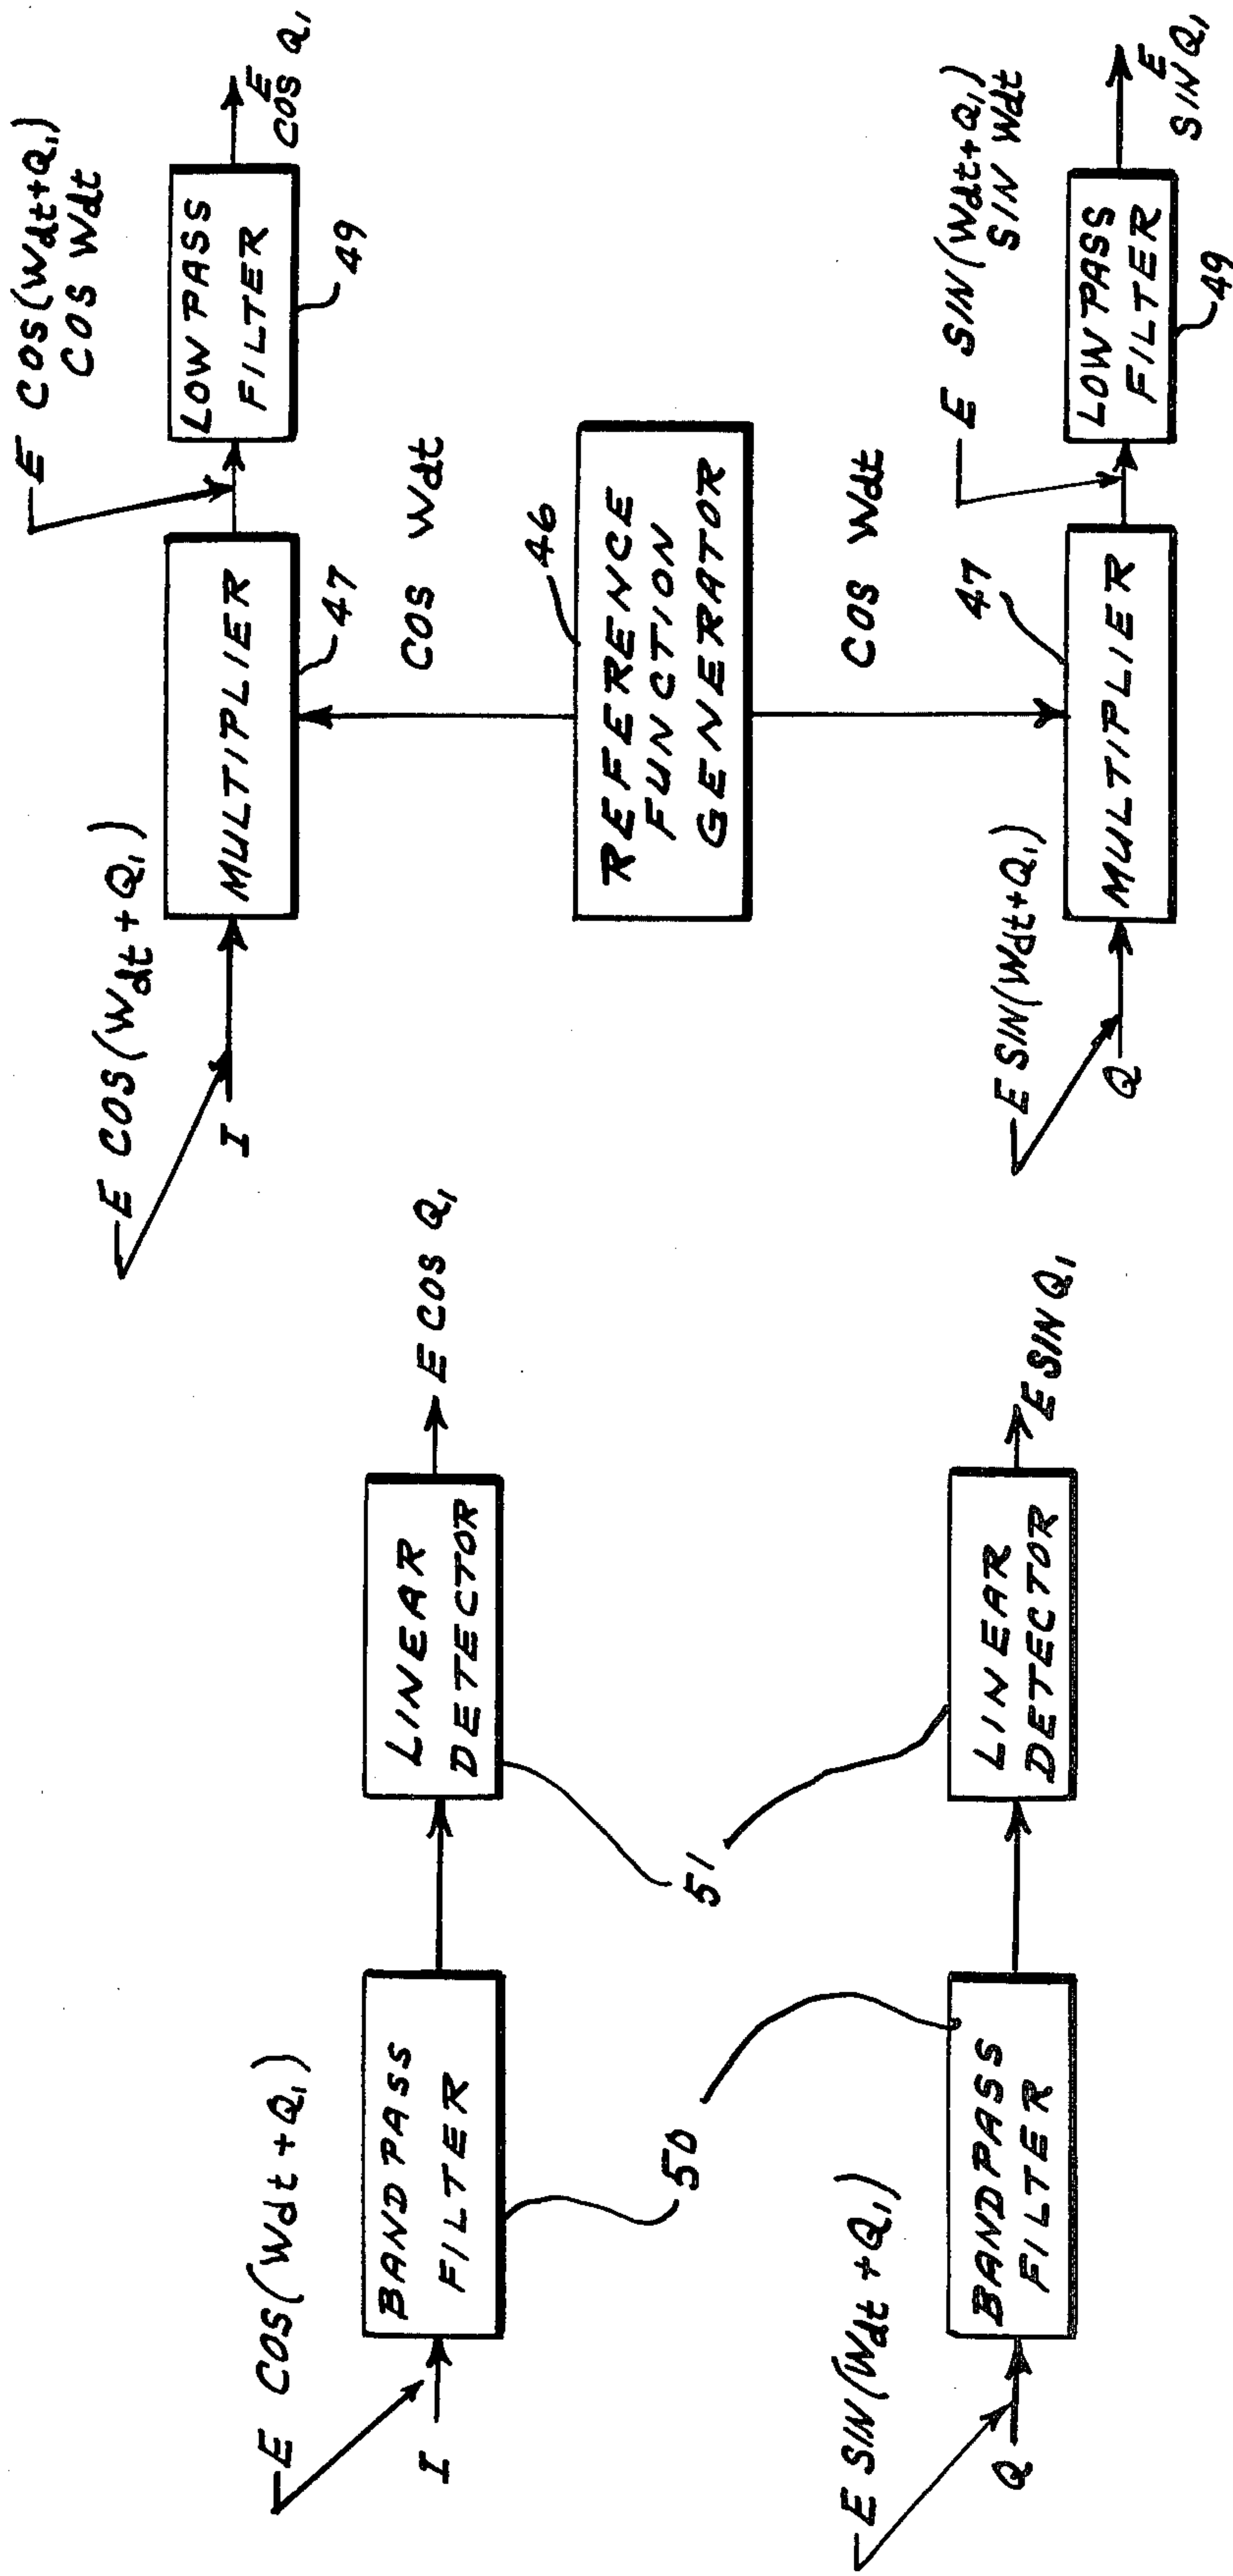 E COS(Wdt + Q1)
I
BANDPASS
FILTER
LINEAR
DETECTOR
E COS Q1
50
51
E SIN(Wdt + Q1)
Q
BANDPASS
FILTER
LINEAR
DETECTOR
E SIN Q1
E COS(Wdt + Q1)
I
MULTIPLIER
47
E COS(Wdt+Q1)
COS Wdt
LOW PASS
FILTER
49
E
COS Q1
COS Wdt
46
REFERENCE
FUNCTION
GENERATOR
COS Wdt
47
E SIN(Wdt+Q1)
Q
MULTIPLIER
E SIN(Wdt+Q1)
SIN Wdt
LOW PASS
FILTER
49
E
SIN Q1